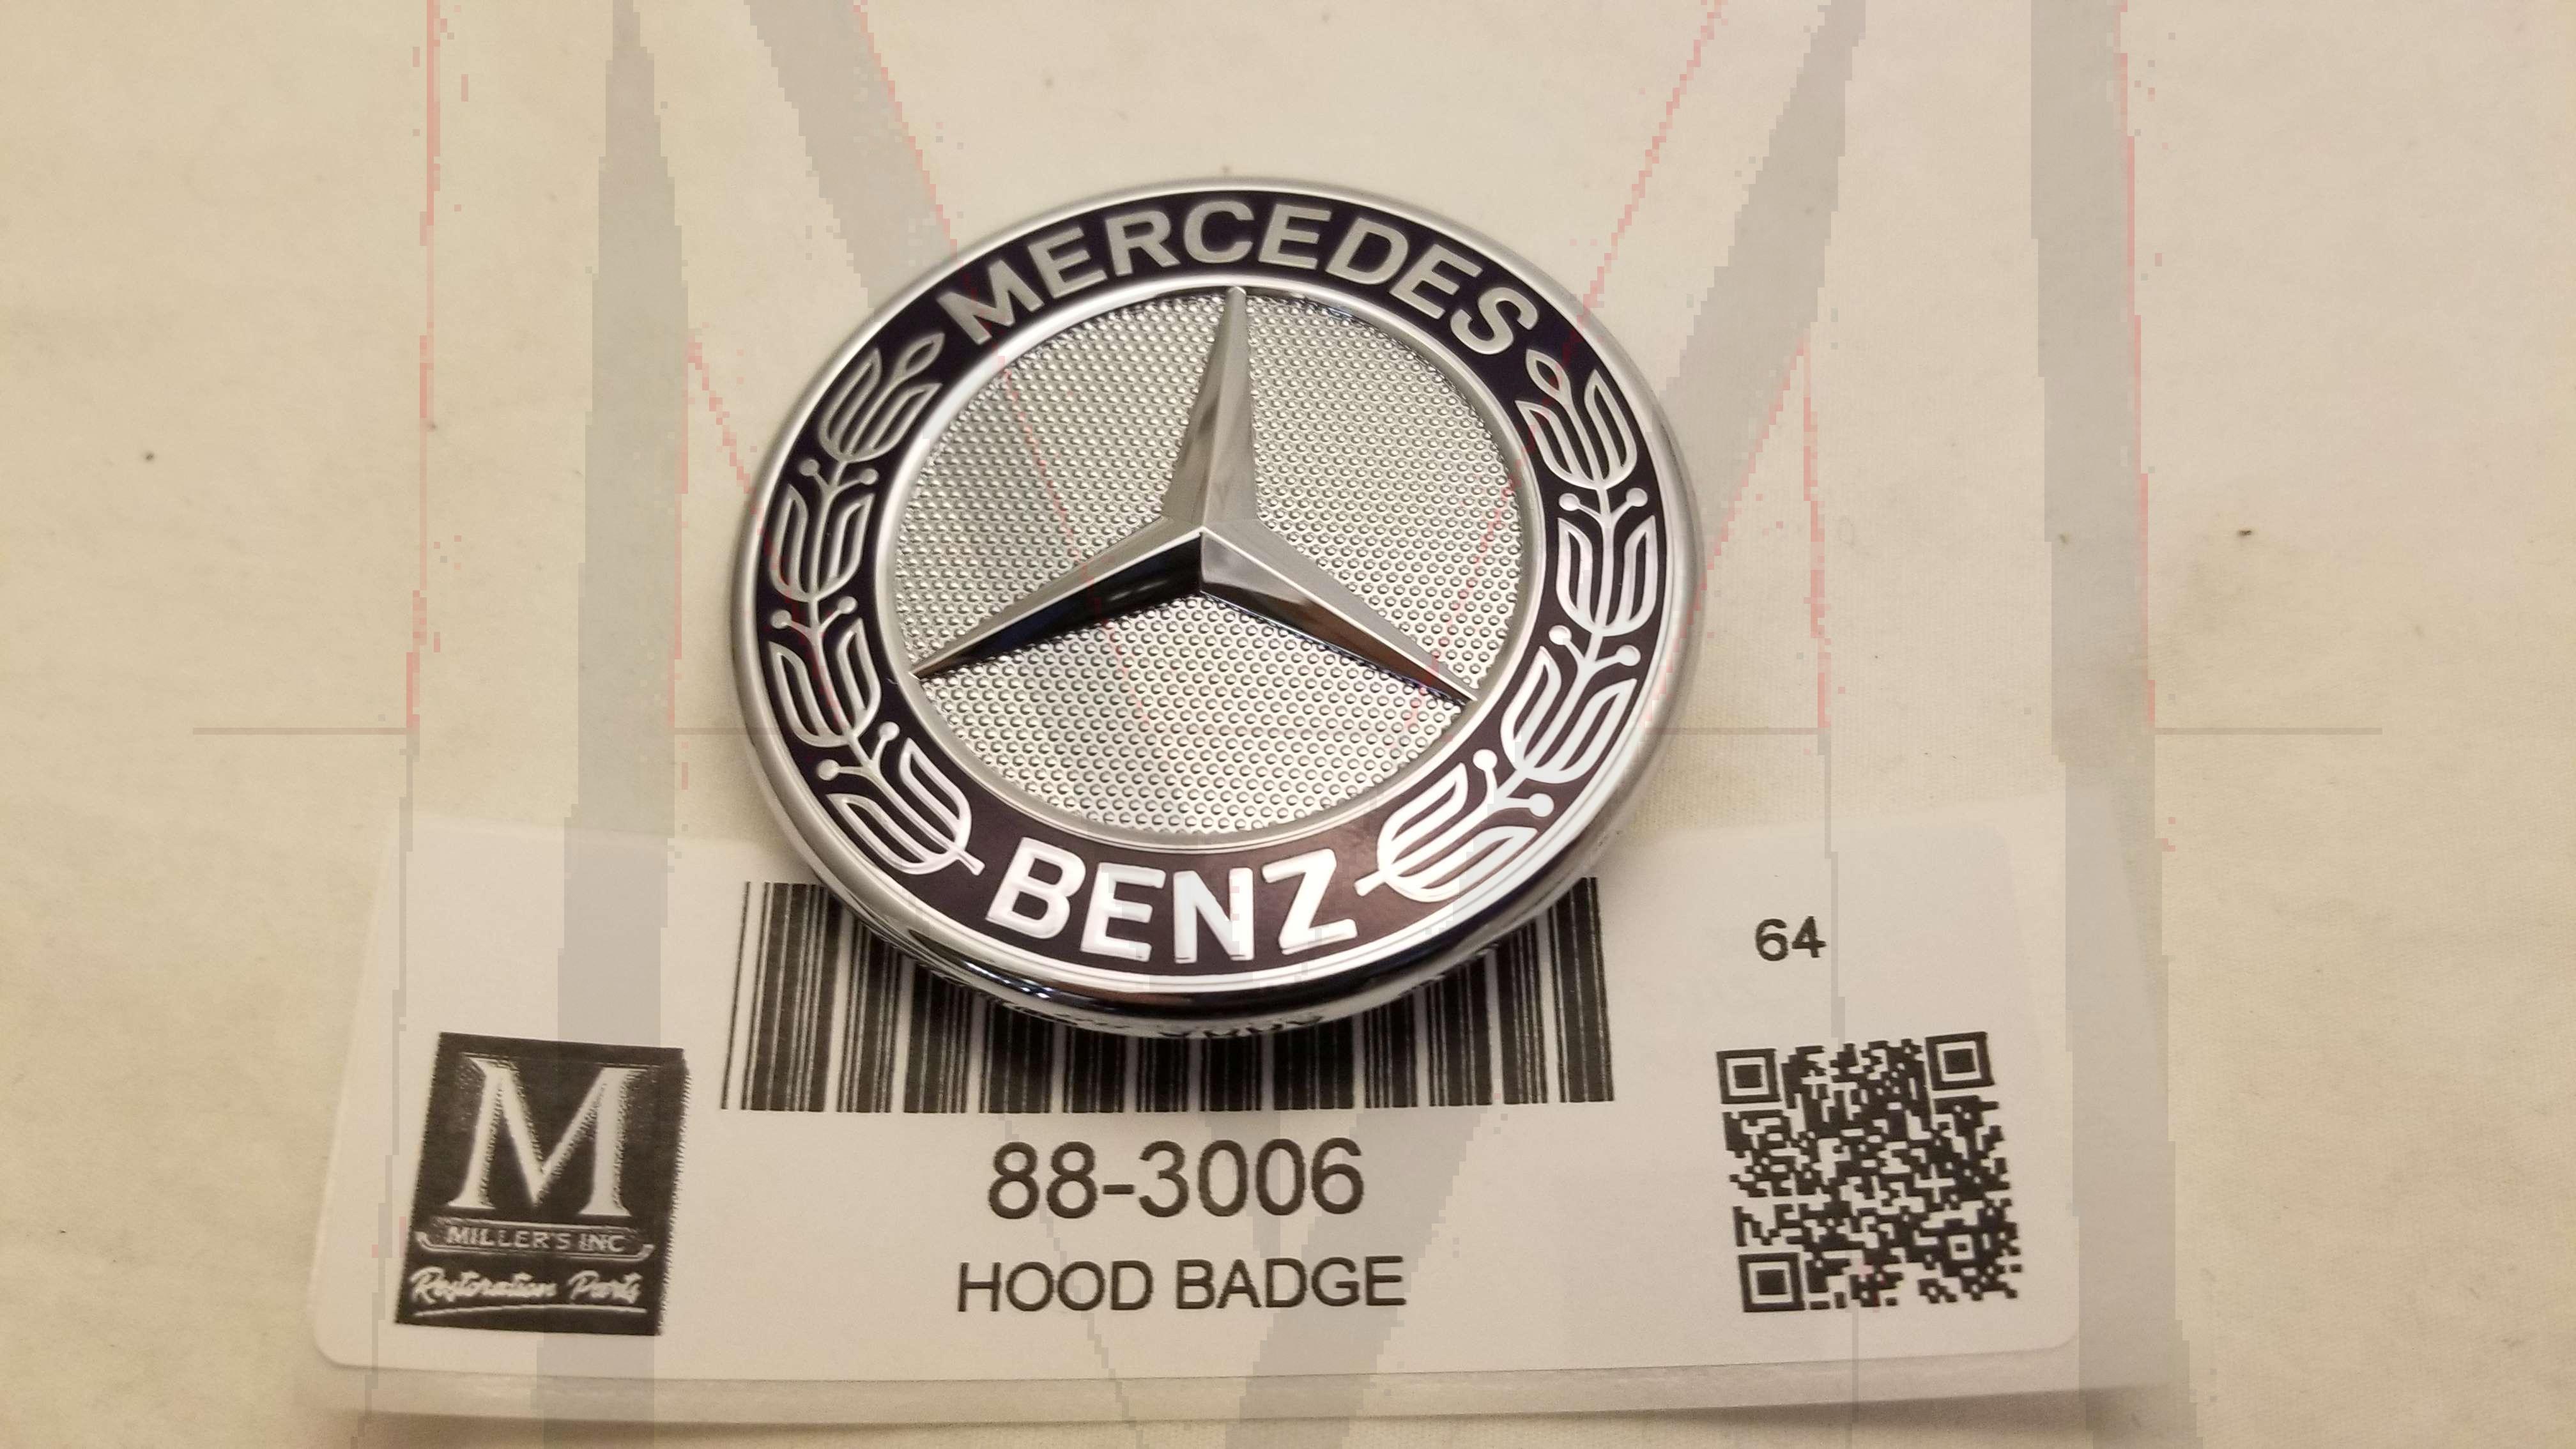 MERCEDES
BENZ
64
88-3006
HOOD BADGE
M
MILLER'S INC
Restoration Parts